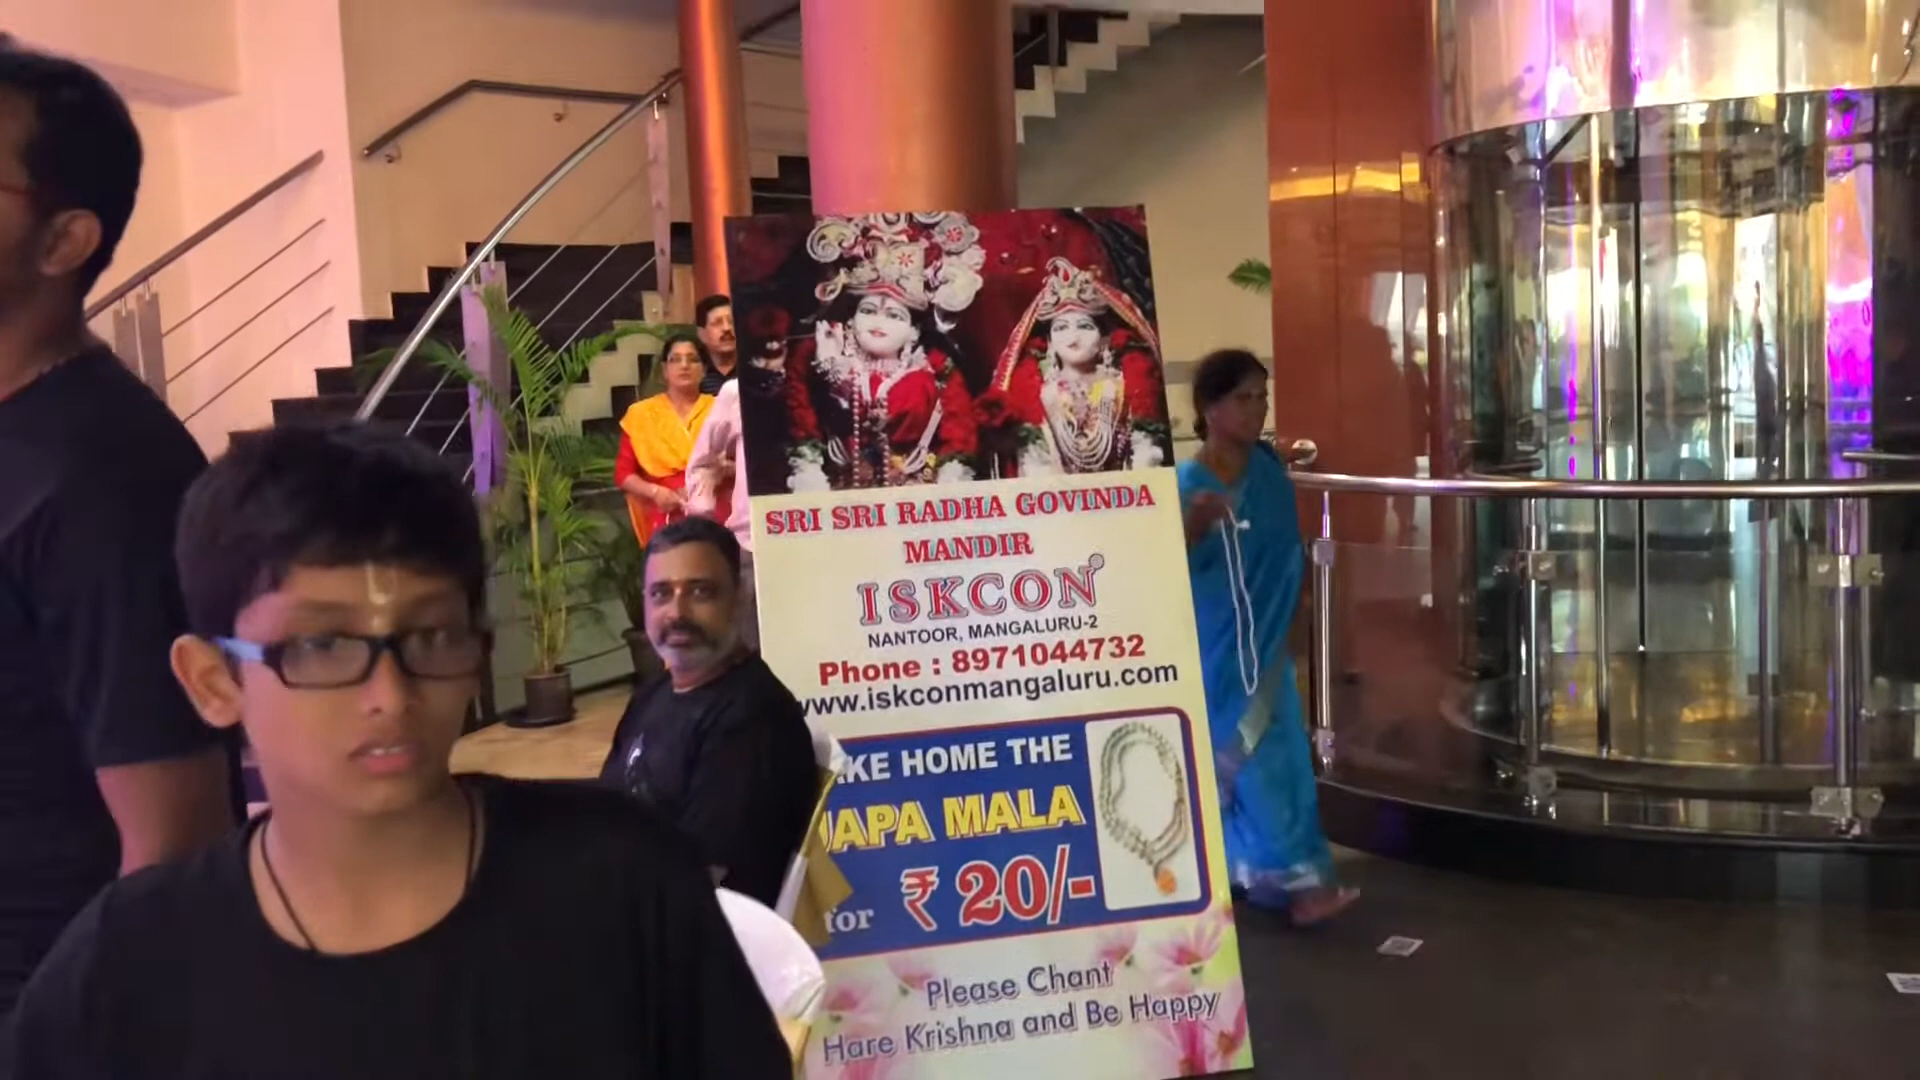 SRI SRI RADHA GOVINDA
MANDIR
ISKCON
NANTOOR, MANGALURU-2
Phone : 8971044732
www.iskconmangaluru.com
AKE HOME THE
JAPA MALA
for ₹ 20/-
Please Chant
Hare Krishna and Be Happy